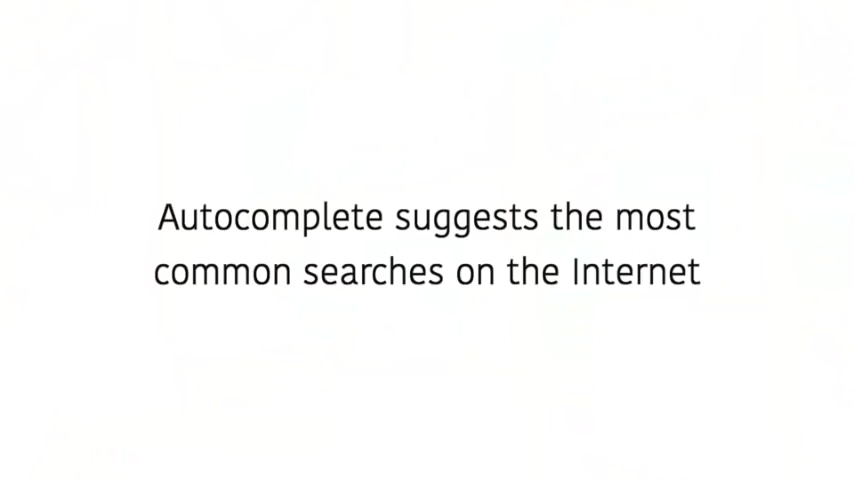 Autocomplete suggests the most
common searches on the Internet